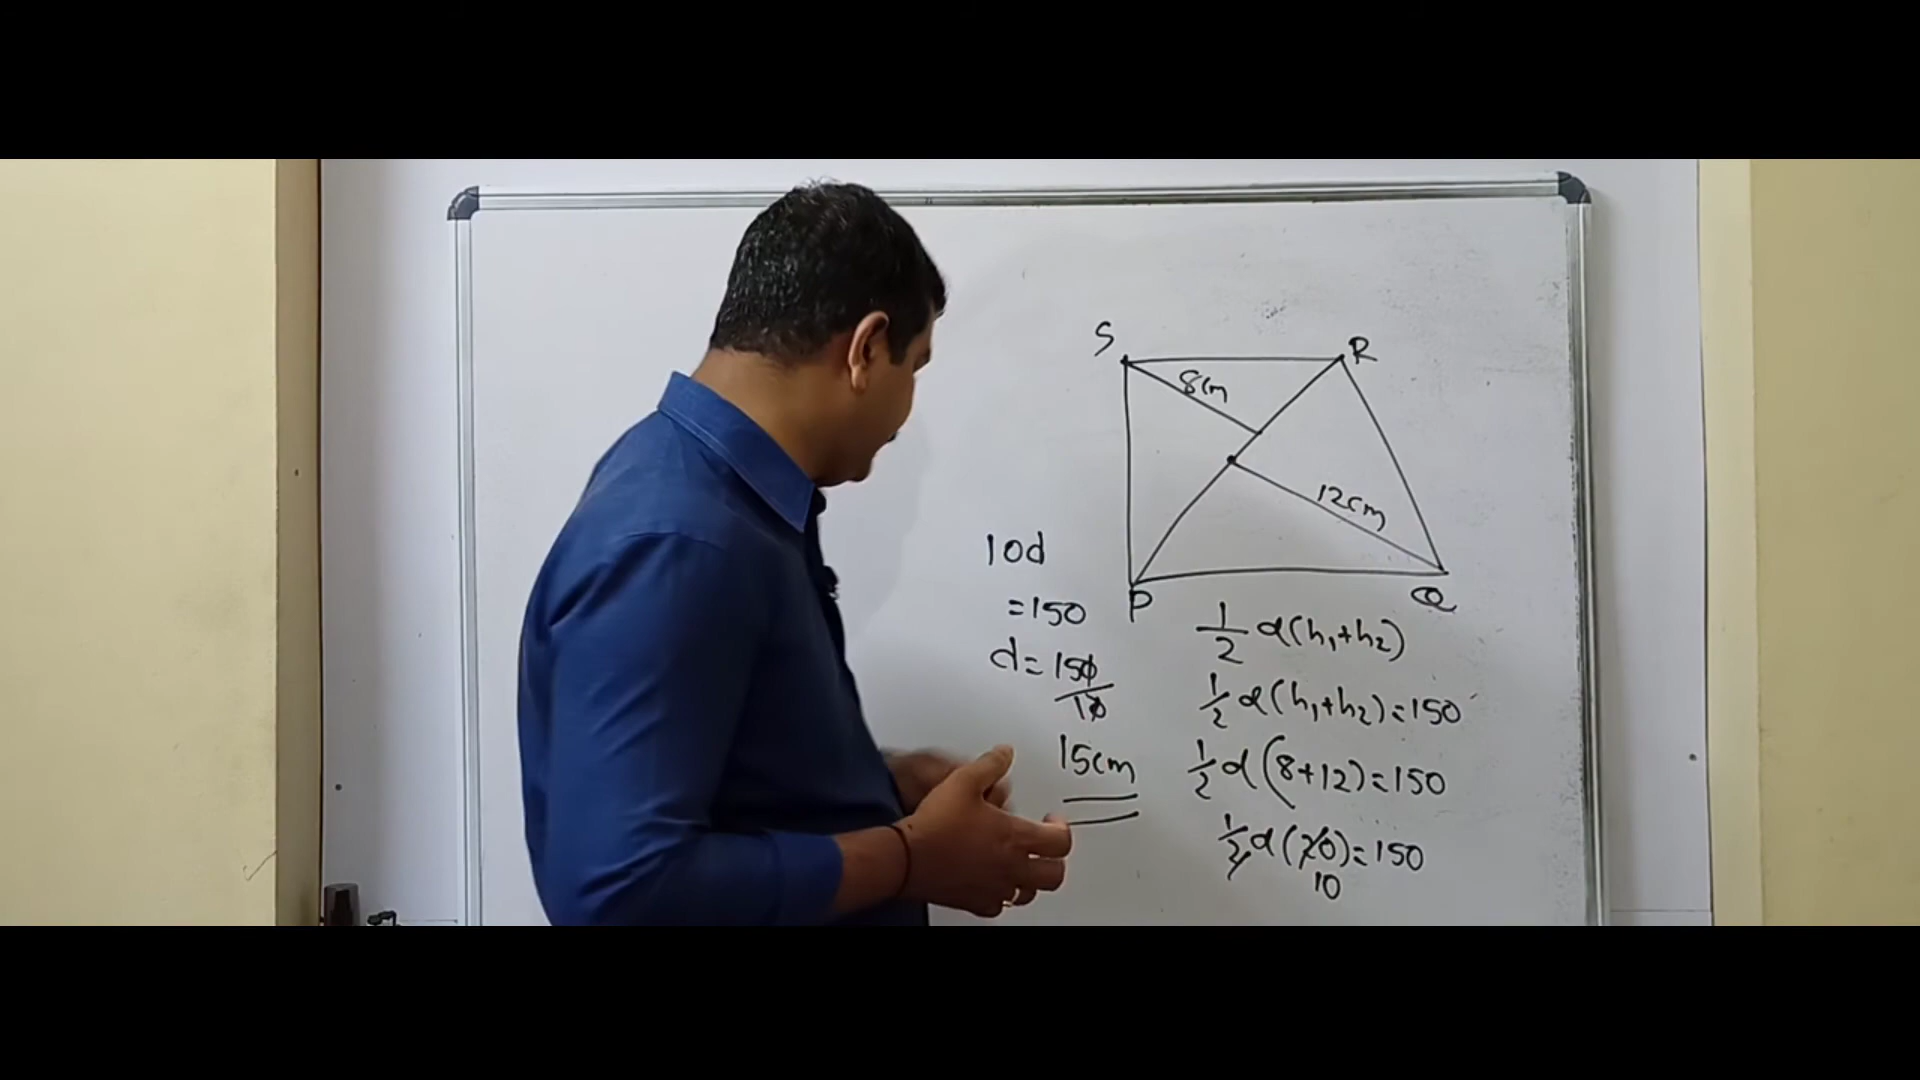 S
R
8cm
12cm
P
Q
10d
=150
d=150/10
15cm
1/2 d(h₁+h₂)
1/2 d(h₁+h₂)=150
1/2 d(8+12)=150
1/2 d(20)=150
10